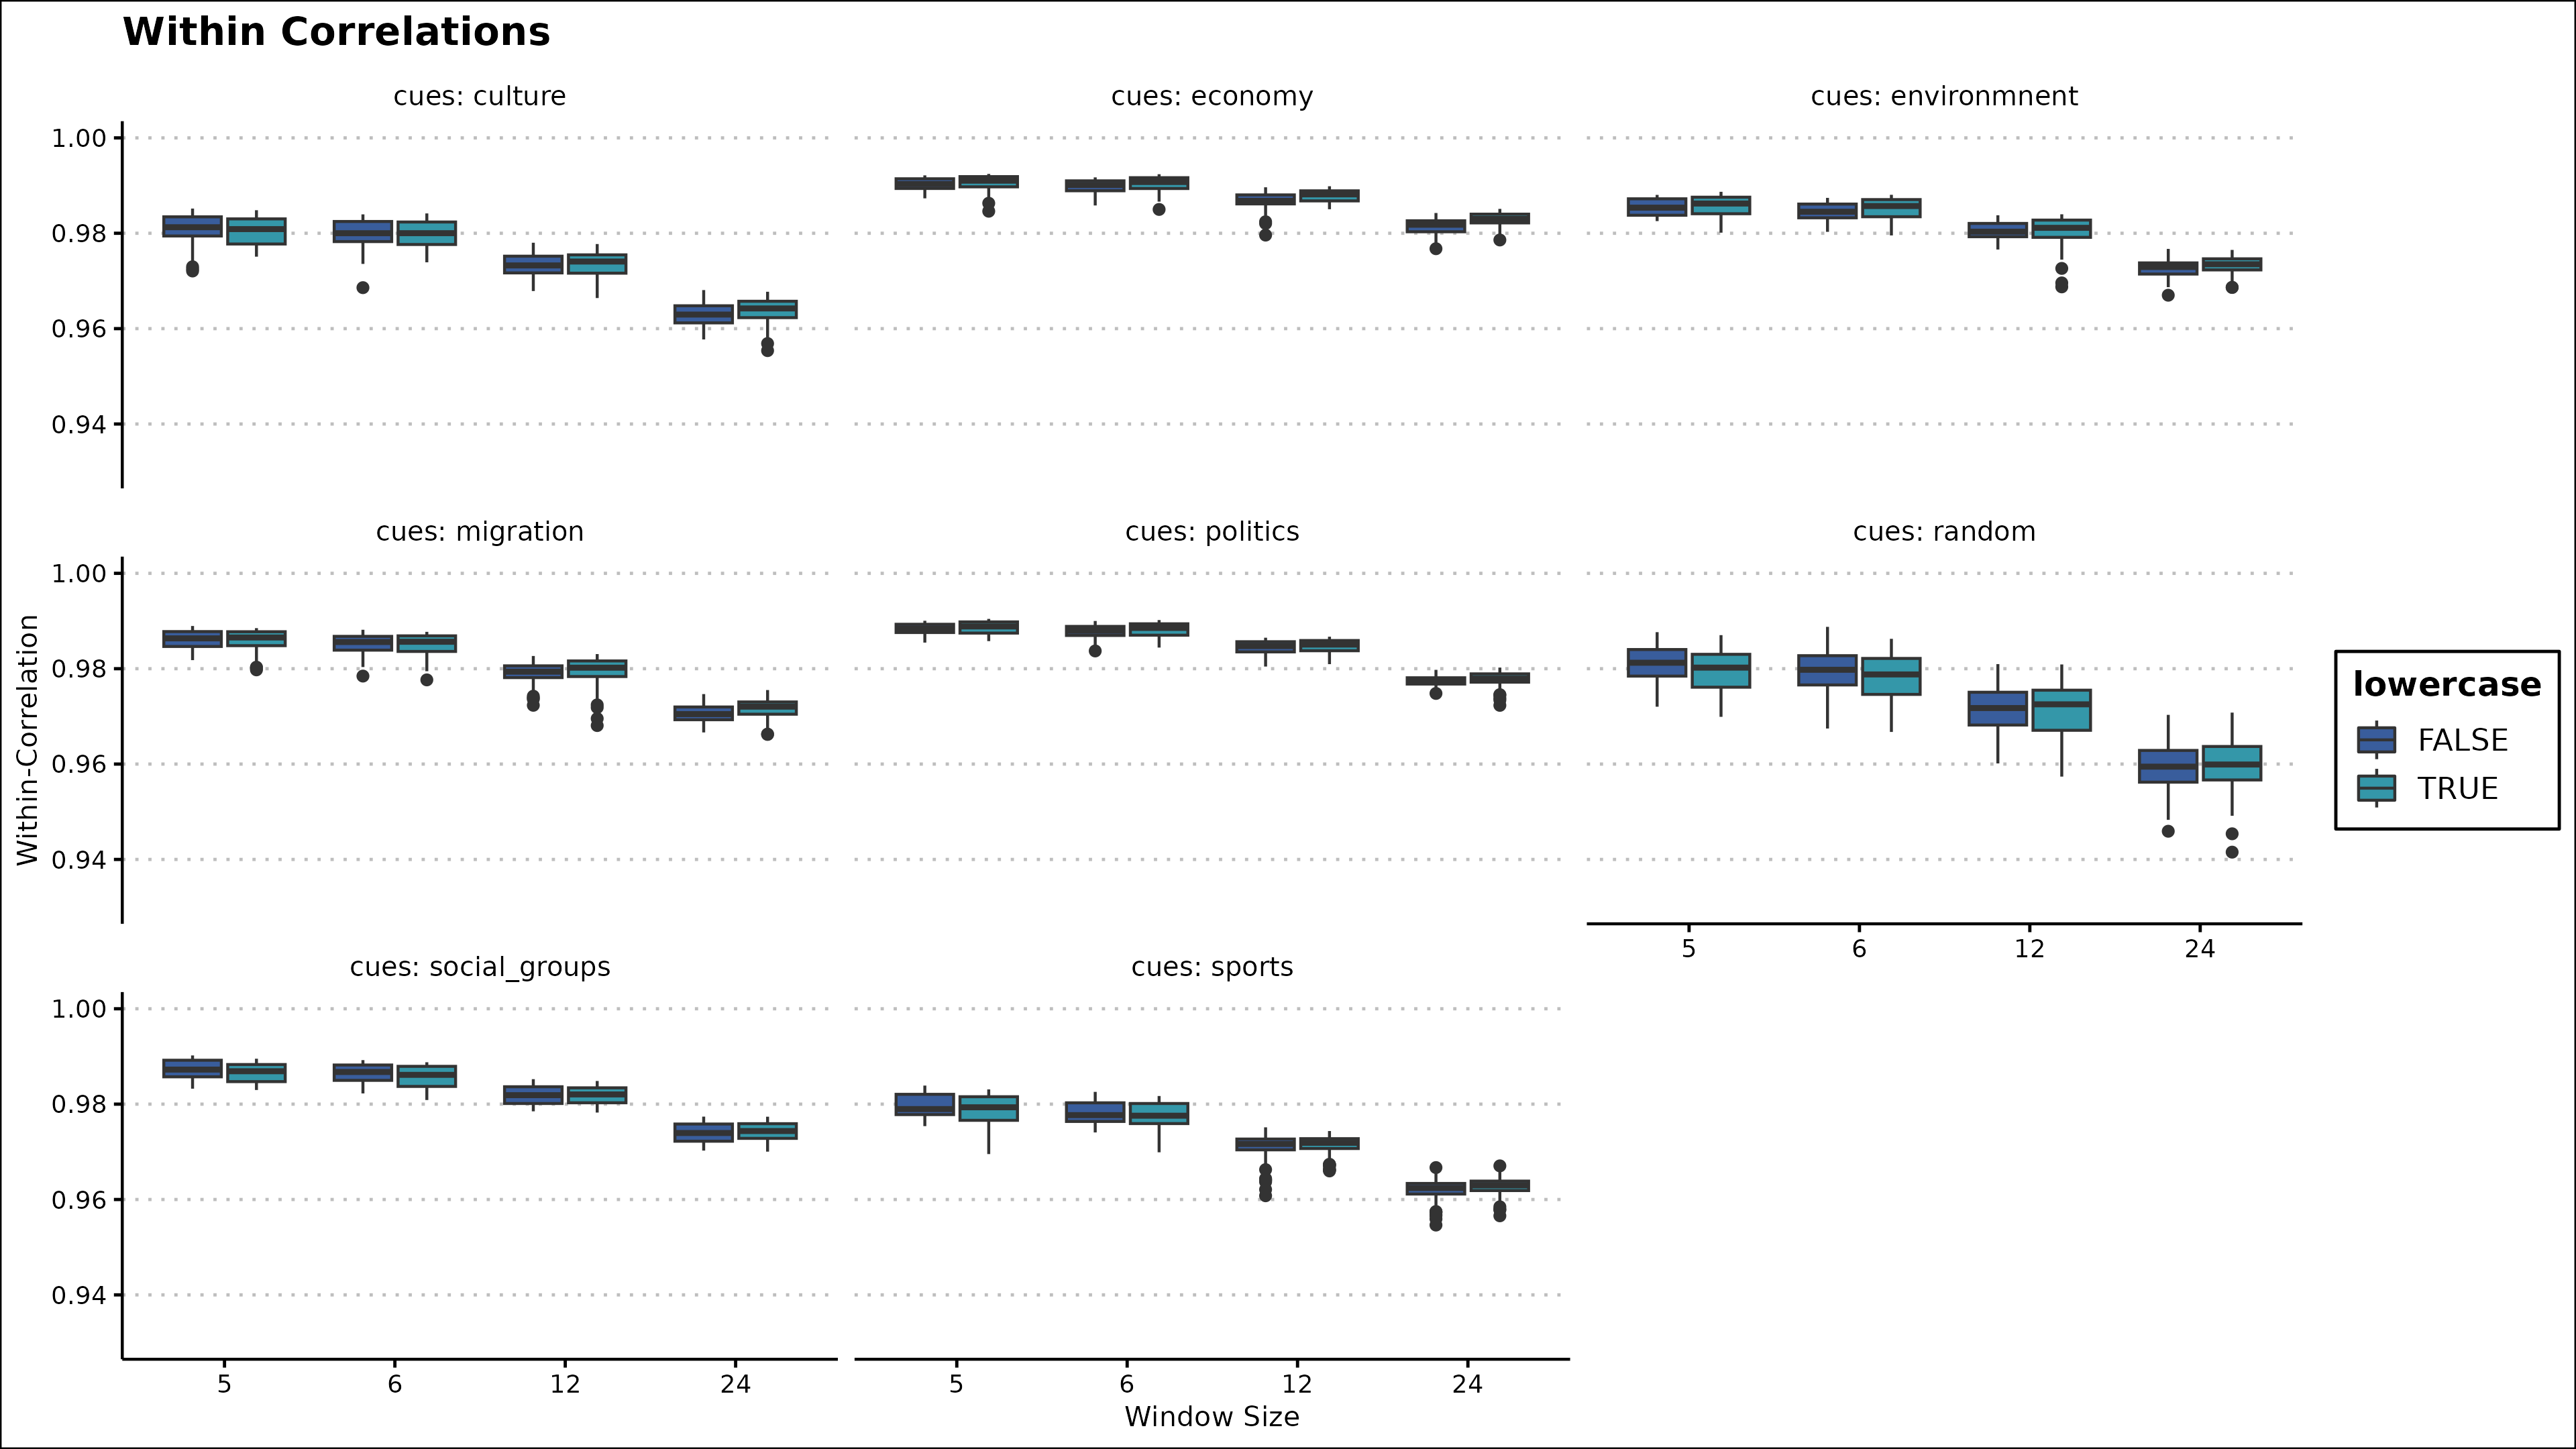 Within Correlations
cues: culture
cues: economy
cues: environmnent
1.00
0.98
0.96
0.94
cues: migration
cues: politics
cues: random
1.00
0.98
0.96
0.94
5
6
12
24
cues: social_groups
cues: sports
1.00
0.98
0.96
0.94
5
6
12
24
5
6
12
24
Window Size
Within-Correlation
lowercase
FALSE
TRUE